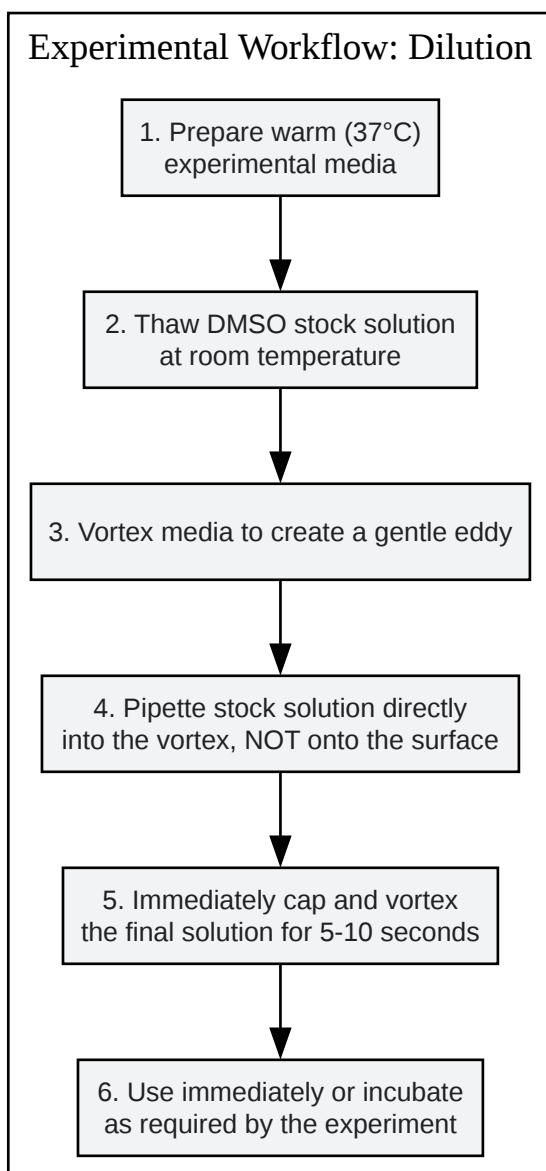 Experimental Workflow: Dilution
1. Prepare warm (37°C)
experimental media
2. Thaw DMSO stock solution
at room temperature
3. Vortex media to create a gentle eddy
4. Pipette stock solution directly
into the vortex, NOT onto the surface
5. Immediately cap and vortex
the final solution for 5-10 seconds
6. Use immediately or incubate
as required by the experiment